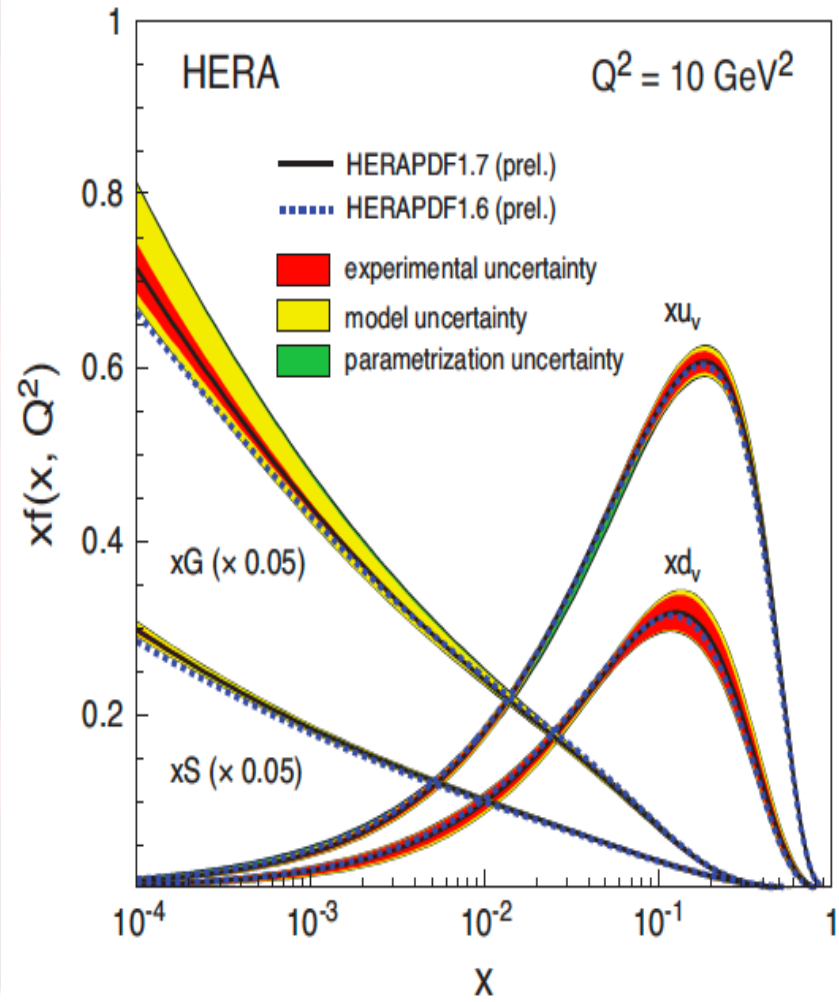 1
HERA
Q² = 10 GeV²
HERAPDF1.7 (prel.)
0.8
HERAPDF1.6 (prel.)
experimental uncertainty
model uncertainty
xuᵥ
parametrization uncertainty
0.6
xf(x, Q²)
0.4
xG (× 0.05)
xdᵥ
0.2
xS (× 0.05)
10⁻⁴ 10⁻³ 10⁻² 10⁻¹ 1
x